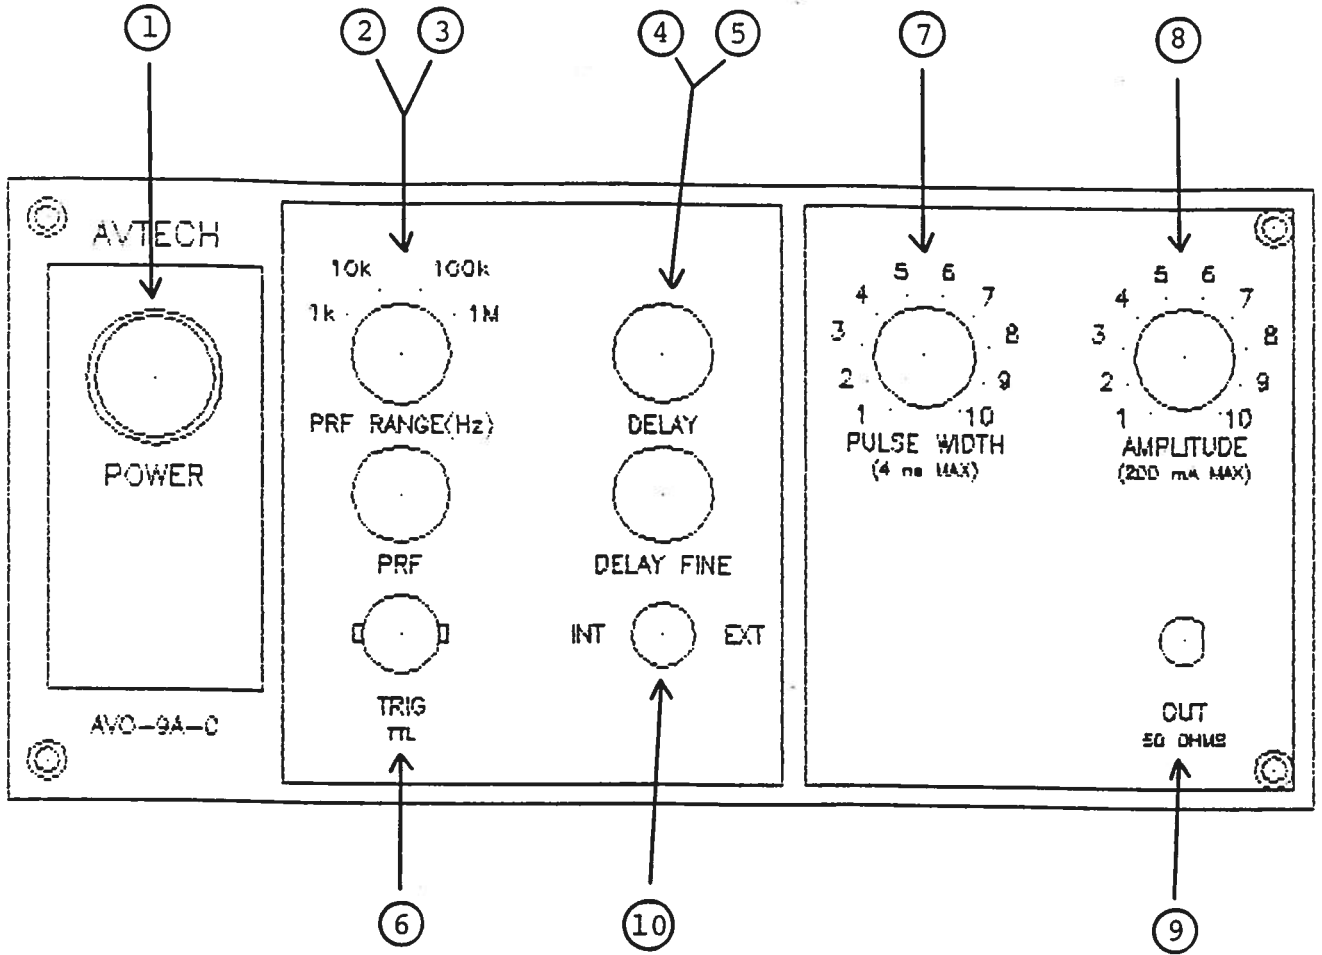 1 2 3 4 5 7 8
AVTECH
POWER
AVO-9A-C
10k 100k
1k 1M
PRF RANGE(Hz)
PRF
TRIG
TTL
DELAY
DELAY FINE
INT EXT
5 6
4 7
3 8
2 9
1 10
PULSE WIDTH
(4 ns MAX)
5 6
4 7
3 8
2 9
1 10
AMPLITUDE
(200 mA MAX)
OUT
50 OHMS
6 10 9